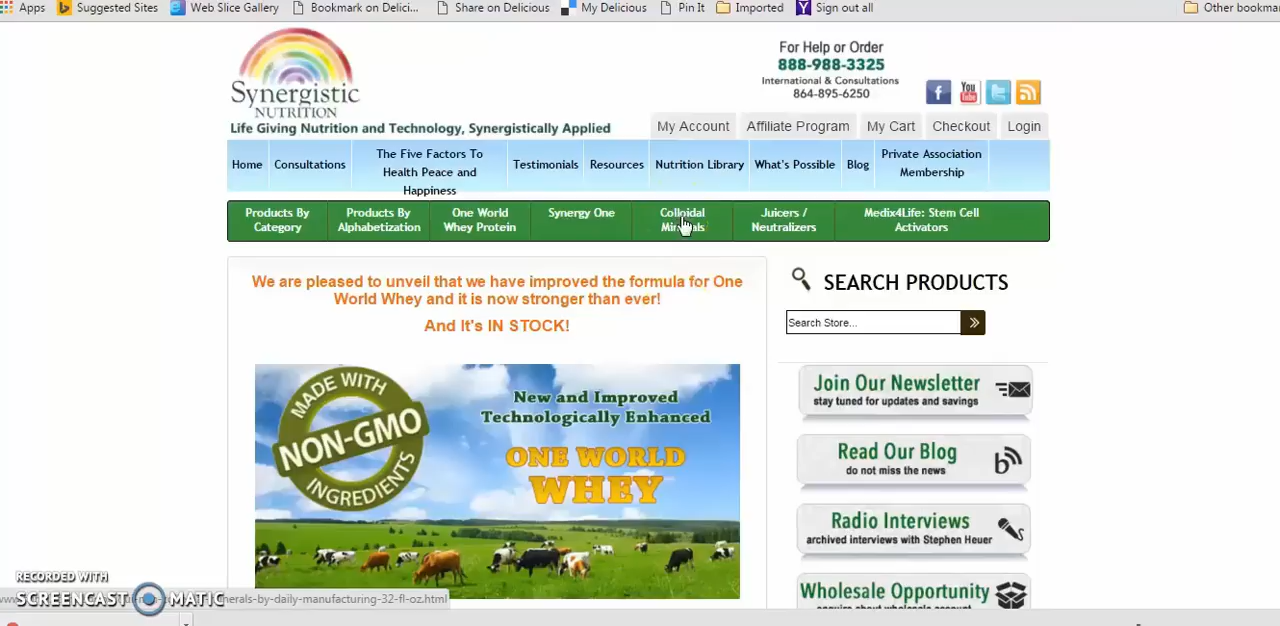 Apps Suggested Sites Web Slice Gallery Bookmark on Delici... Share on Delicious My Delicious Pin It Imported Sign out all Other bookma
Synergistic
NUTRITION
Life Giving Nutrition and Technology, Synergistically Applied
For Help or Order
888-988-3325
International & Consultations
864-895-6250
You
Tube
My Account Affiliate Program My Cart Checkout Login
Home Consultations The Five Factors To Health Peace and Happiness Testimonials Resources Nutrition Library What's Possible Blog Private Association Membership
Products By Category
Products By Alphabetization
One World Whey Protein
Synergy One
Colloidal Minerals
Juicers / Neutralizers
Medix4Life: Stem Cell Activators
We are pleased to unveil that we have improved the formula for One
World Whey and it is now stronger than ever!
And It's IN STOCK!
MADE WITH
NON-GMO
INGREDIENTS
New and Improved
Technologically Enhanced
ONE WORLD
WHEY
SEARCH PRODUCTS
Search Store...
Join Our Newsletter
stay tuned for updates and savings
Read Our Blog
do not miss the news
b
Radio Interviews
archived interviews with Stephen Heuer
Wholesale Opportunity
RECORDED WITH
SCREENCAST MATIC
nerals-by-daily-manufacturing-32-fl-oz.html